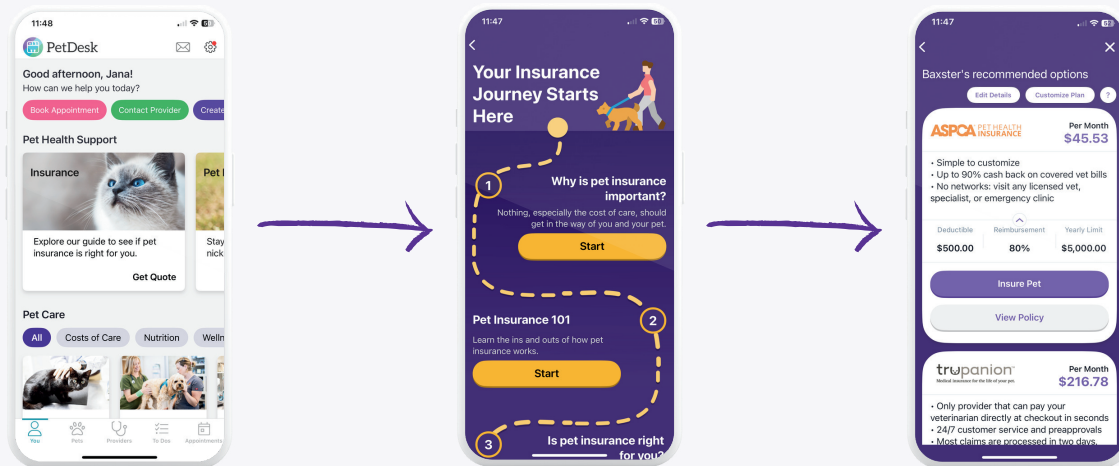 11:48
PetDesk
Good afternoon, Jana!
How can we help you today?
Book Appointment
Contact Provider
Create
Pet Health Support
Insurance
Pet
Explore our guide to see if pet
insurance is right for you.
Get Quote
Stay
nick
Pet Care
All
Costs of Care
Nutrition
Welln
You
Pets
Providers
To Dos
Appointments
11:47
Your Insurance
Journey Starts
Here
1
Why is pet insurance
important?
Nothing, especially the cost of care, should
get in the way of you and your pet.
Start
Pet Insurance 101
2
Learn the ins and outs of how pet
insurance works.
Start
3
Is pet insurance right
for you?
11:47
Baxster's recommended options
Edit Details
Customize Plan
?
ASPCA PET HEALTH
INSURANCE
Per Month
$45.53
• Simple to customize
• Up to 90% cash back on covered vet bills
• No networks: visit any licensed vet,
specialist, or emergency clinic
Deductible
Reimbursement
Yearly Limit
$500.00
80%
$5,000.00
Insure Pet
View Policy
trupanion
Medical insurance for the life of your pet.
Per Month
$216.78
• Only provider that can pay your
veterinarian directly at checkout in seconds
• 24/7 customer service and preapprovals
• Most claims are processed in two days.